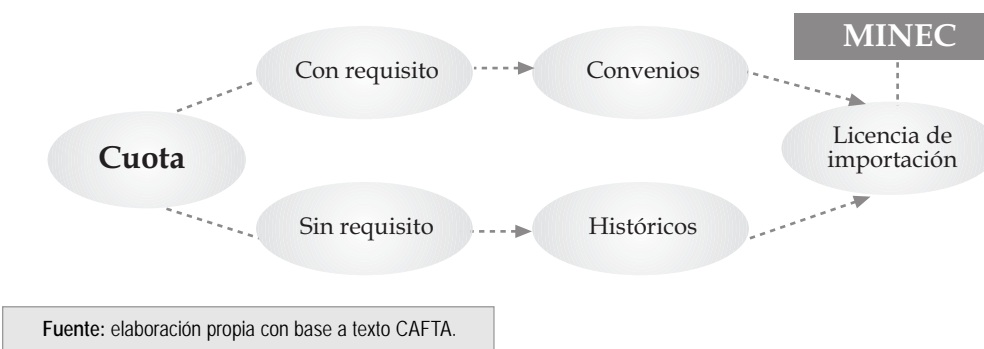 MINEC
Con requisito
Convenios
Cuota
Licencia de
importación
Sin requisito
Históricos
Fuente: elaboración propia con base a texto CAFTA.